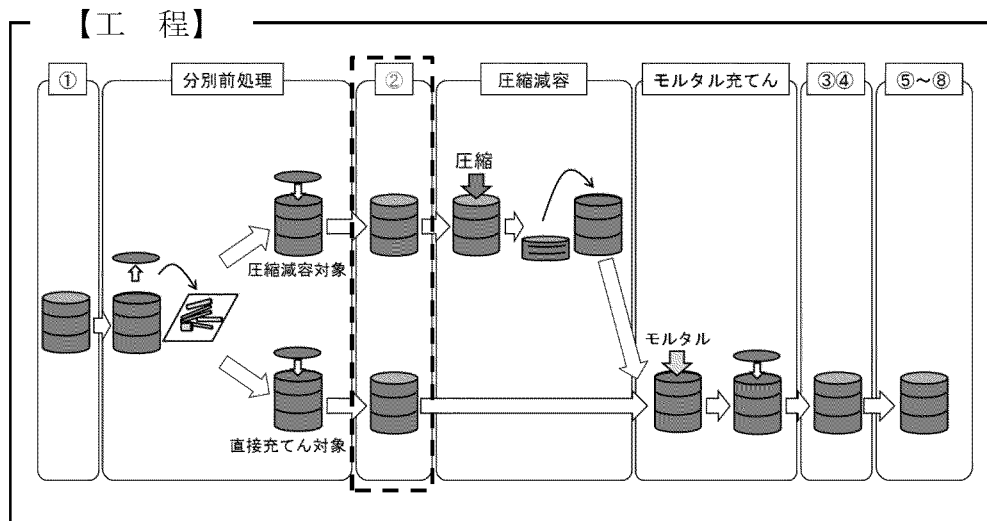 【工　程】
①
分別前処理
②
圧縮減容
モルタル充てん
③④
⑤～⑧
圧縮
圧縮減容対象
モルタル
直接充てん対象